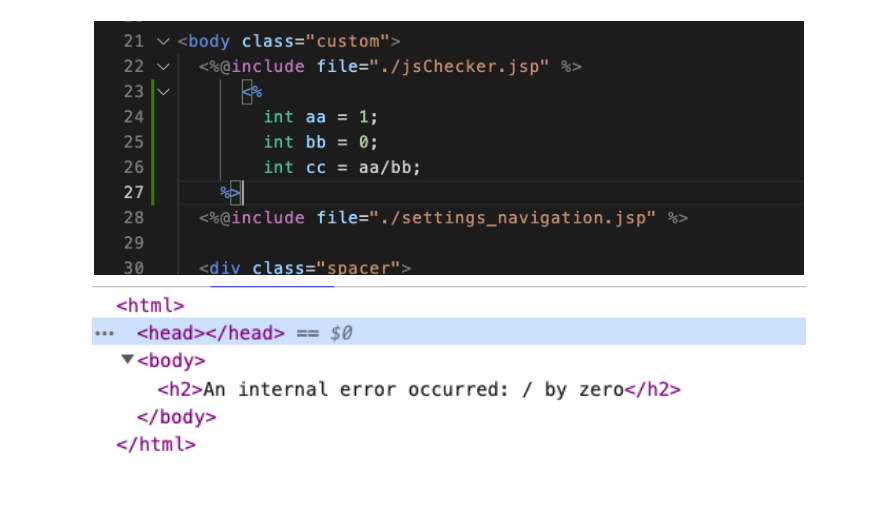 21 <body class="custom">
22 <%@include file="./jsChecker.jsp" %>
23 <%
24 int aa = 1;
25 int bb = 0;
26 int cc = aa/bb;
27 %>
28 <%@include file="./settings_navigation.jsp" %>
29
30 <div class="spacer">
<html>
... <head></head> == $0
▼<body>
<h2>An internal error occurred: / by zero</h2>
</body>
</html>